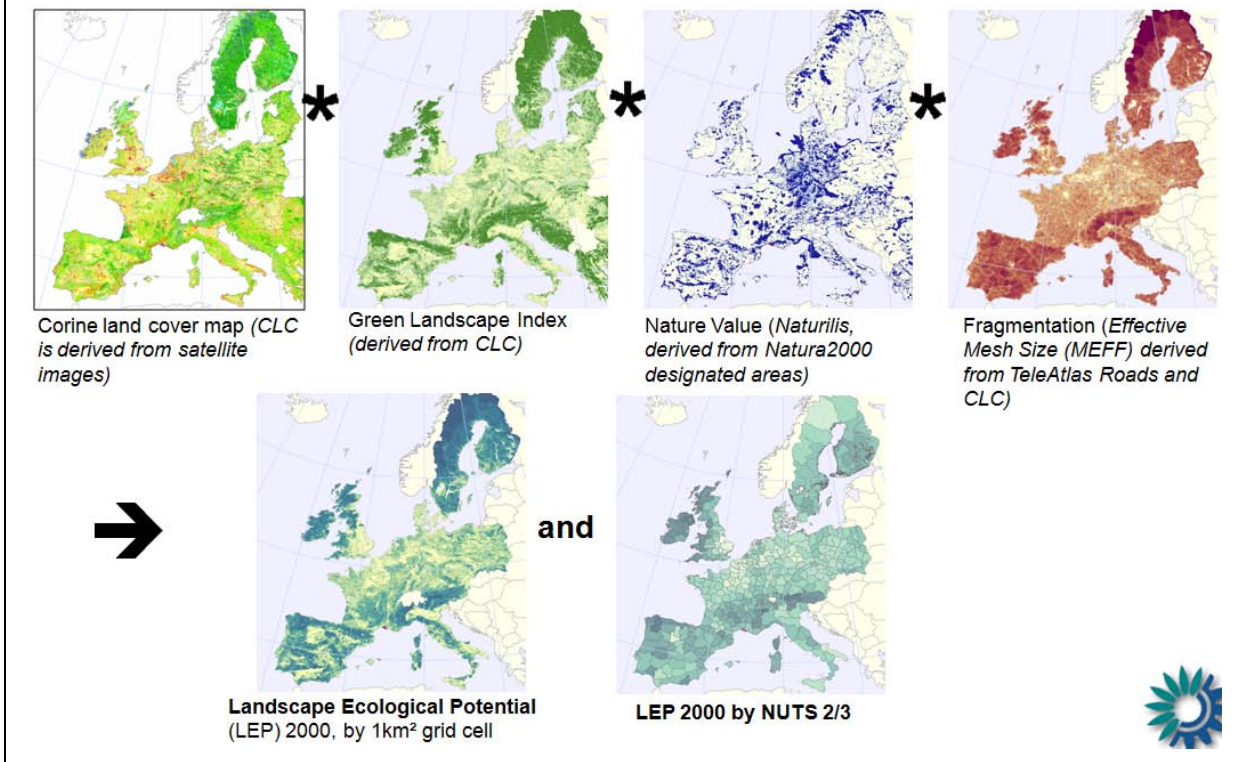 * * *
Corine land cover map (CLC
is derived from satellite
images)
Green Landscape Index
(derived from CLC)
Nature Value (Naturilis,
derived from Natura2000
designated areas)
Fragmentation (Effective
Mesh Size (MEFF) derived
from TeleAtlas Roads and
CLC)
➔ and
Landscape Ecological Potential
(LEP) 2000, by 1km² grid cell
LEP 2000 by NUTS 2/3